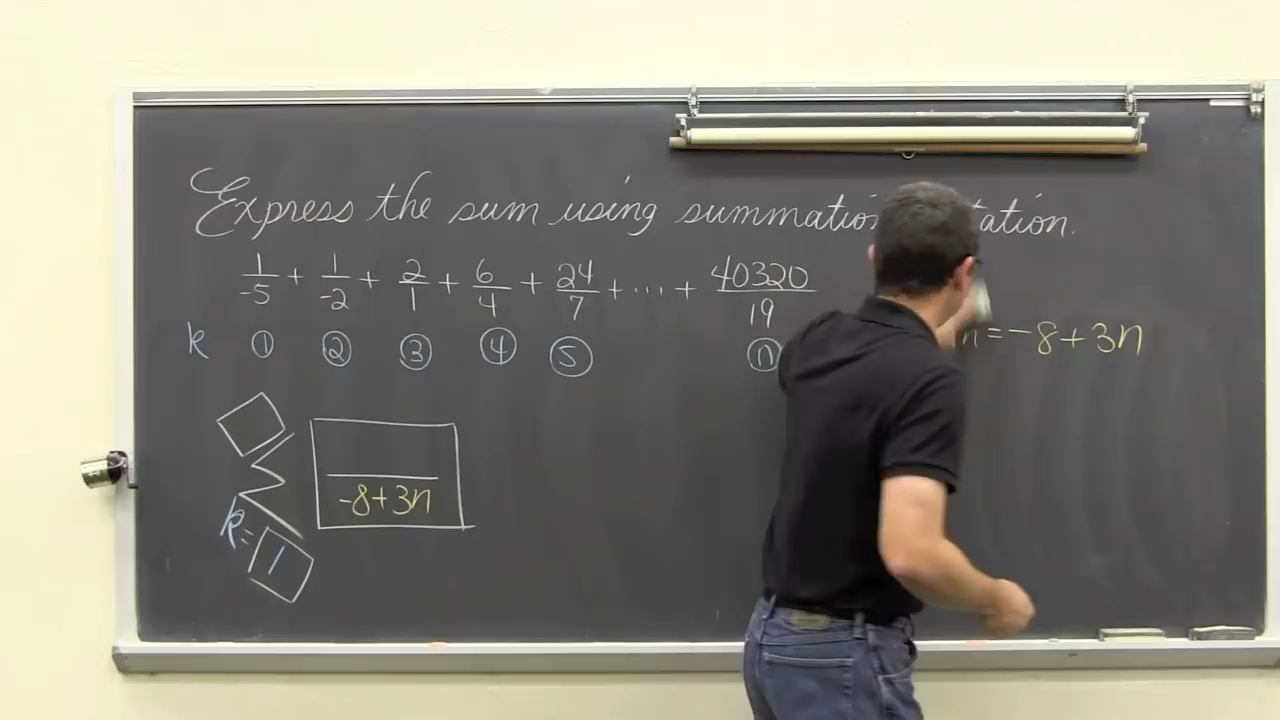 Express the sum using summation
1/-5 + 1/-2 + 2/1 + 6/4 + 24/7 + .... + 40320/19
k ① ② ③ ④ ⑤ ⓝ
n = -8 + 3n
-8 + 3n
Σ
k = 1